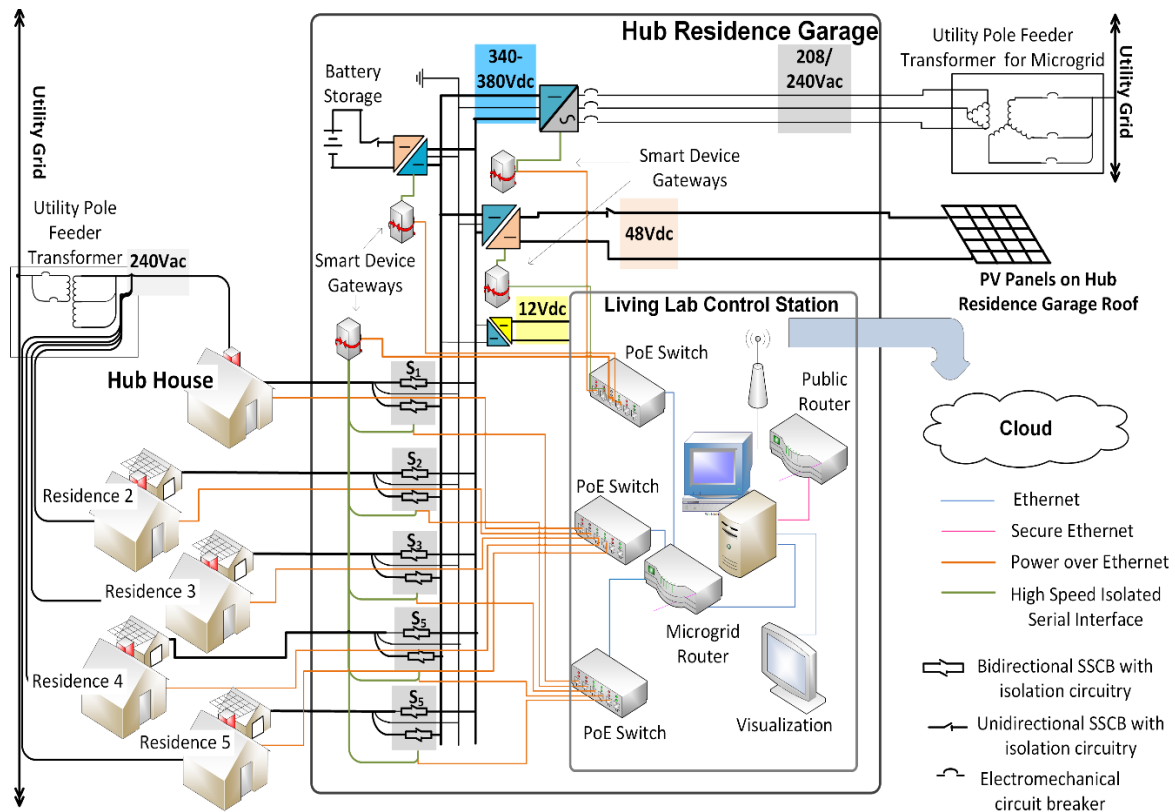 Hub Residence Garage
340-
380Vdc
208/
240Vac
Utility Pole Feeder
Transformer for Microgrid
Utility Grid
Utility Grid
Battery
Storage
Smart Device
Gateways
Utility Pole
Feeder
Transformer
240Vac
Smart Device
Gateways
48Vdc
PV Panels on Hub
Residence Garage Roof
12Vdc
Living Lab Control Station
PoE Switch
Public
Router
Hub House
S1
Cloud
S2
Residence 2
PoE Switch
Ethernet
Secure Ethernet
Power over Ethernet
High Speed Isolated
Serial Interface
S3
Residence 3
Microgrid
Router
S5
Residence 4
PoE Switch
Visualization
S5
Residence 5
Bidirectional SSCB with
isolation circuitry
Unidirectional SSCB with
isolation circuitry
Electromechanical
circuit breaker